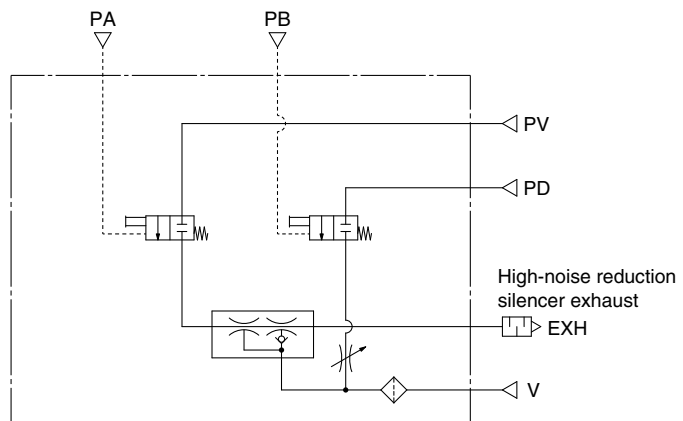 PA
PB
PV
PD
High-noise reduction
silencer exhaust
EXH
V